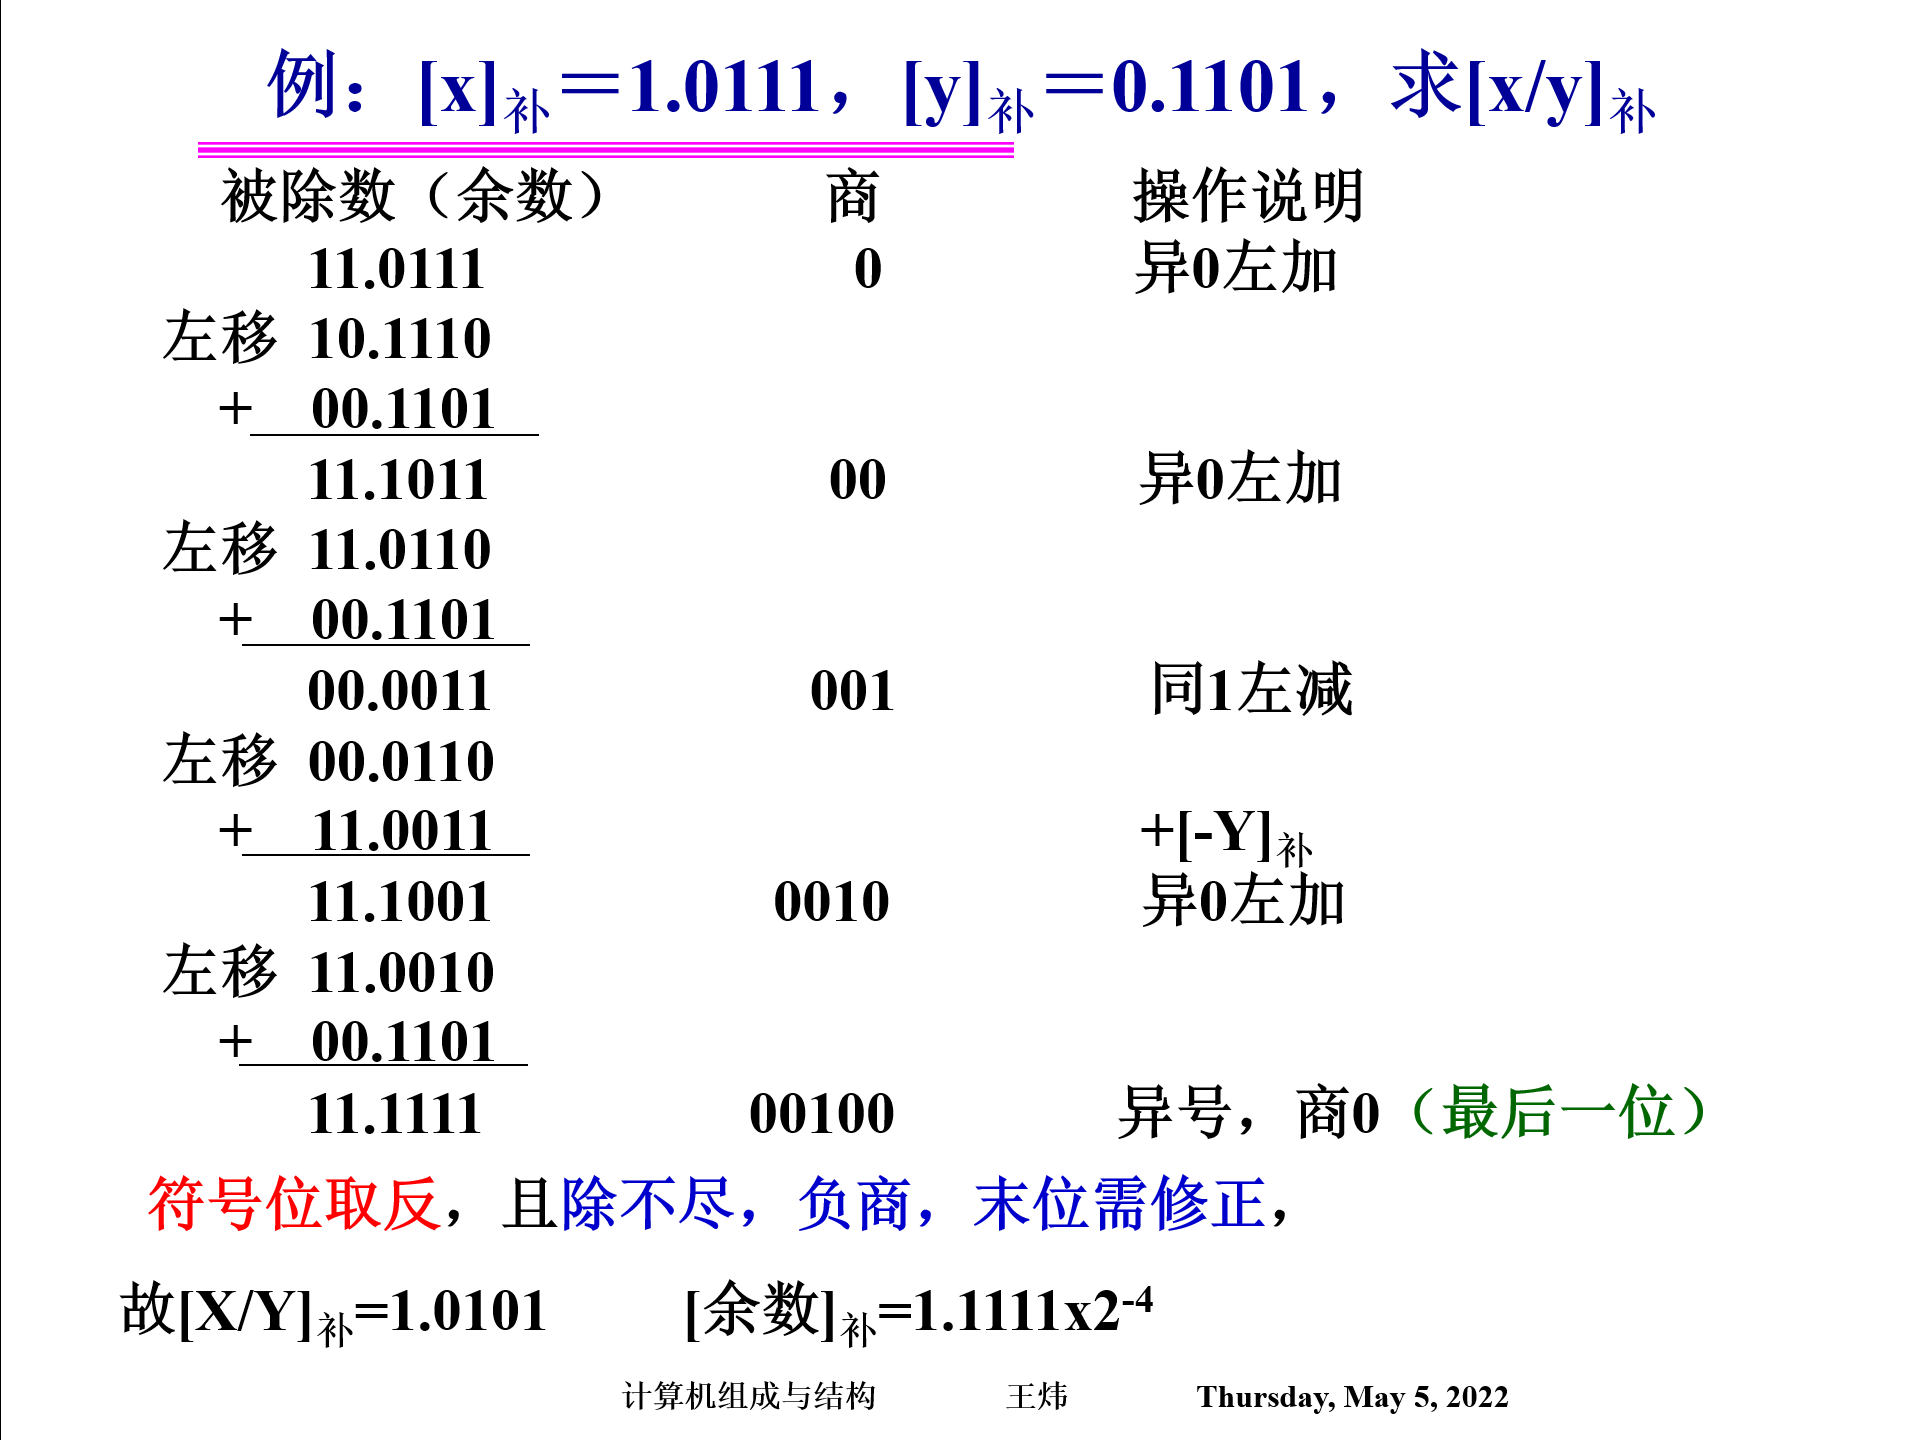 例：[x]补＝1.0111，[y]补＝0.1101，求[x/y]补
被除数（余数） 商 操作说明
11.0111 0 异0左加
左移 10.1110
+ 00.1101
11.1011 00 异0左加
左移 11.0110
+ 00.1101
00.0011 001 同1左减
左移 00.0110
+ 11.0011 +[-Y]补
11.1001 0010 异0左加
左移 11.0010
+ 00.1101
11.1111 00100 异号，商0（最后一位）
符号位取反，且除不尽，负商，末位需修正，
故[X/Y]补=1.0101 [余数]补=1.1111x2-4
计算机组成与结构 王炜 Thursday, May 5, 2022